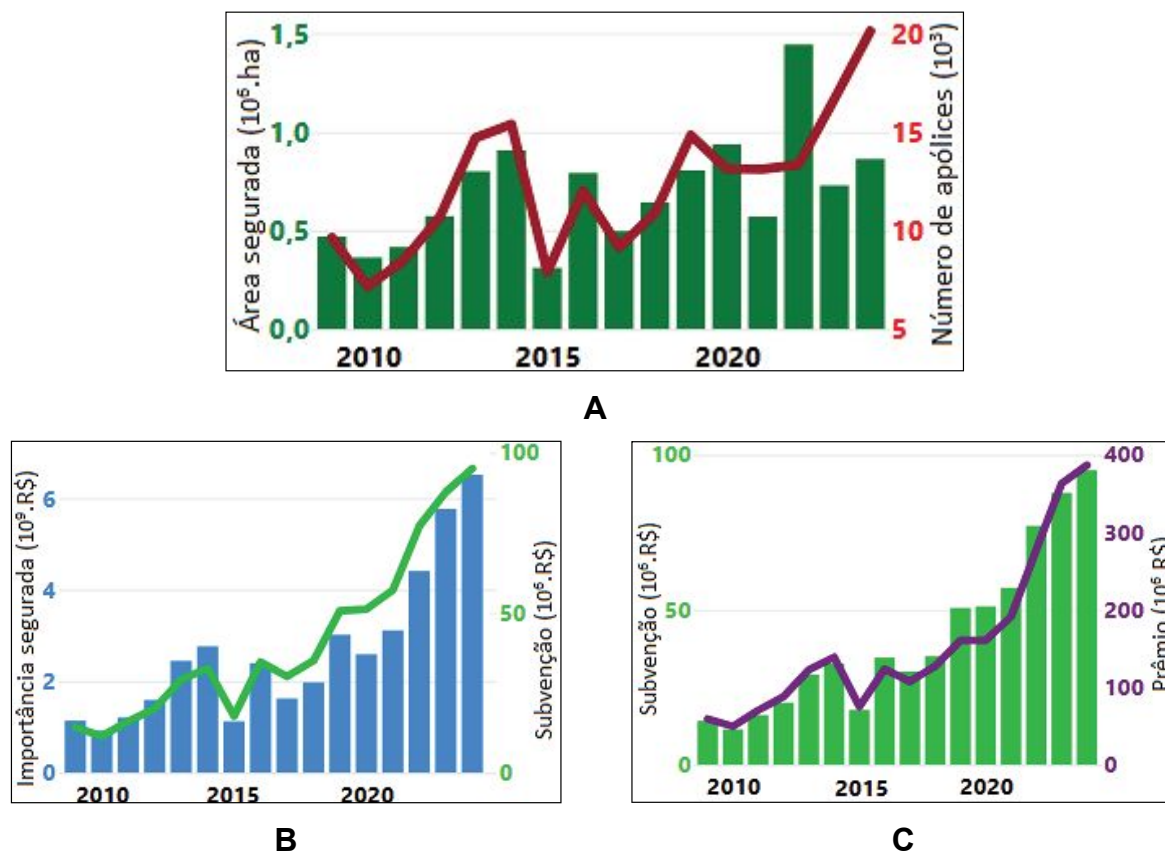 Área segurada (10⁶.ha)
1,5
1,0
0,5
0,0
20
15
10
5
Número de apólices (10³)
2010 2015 2020
A
Importância segurada (10⁹.R$)
6
4
2
0
100
50
0
Subvenção (10⁶.R$)
2010 2015 2020
B
Subvenção (10⁶.R$)
100
50
0
400
300
200
100
0
Prêmio (10⁶.R$)
2010 2015 2020
C